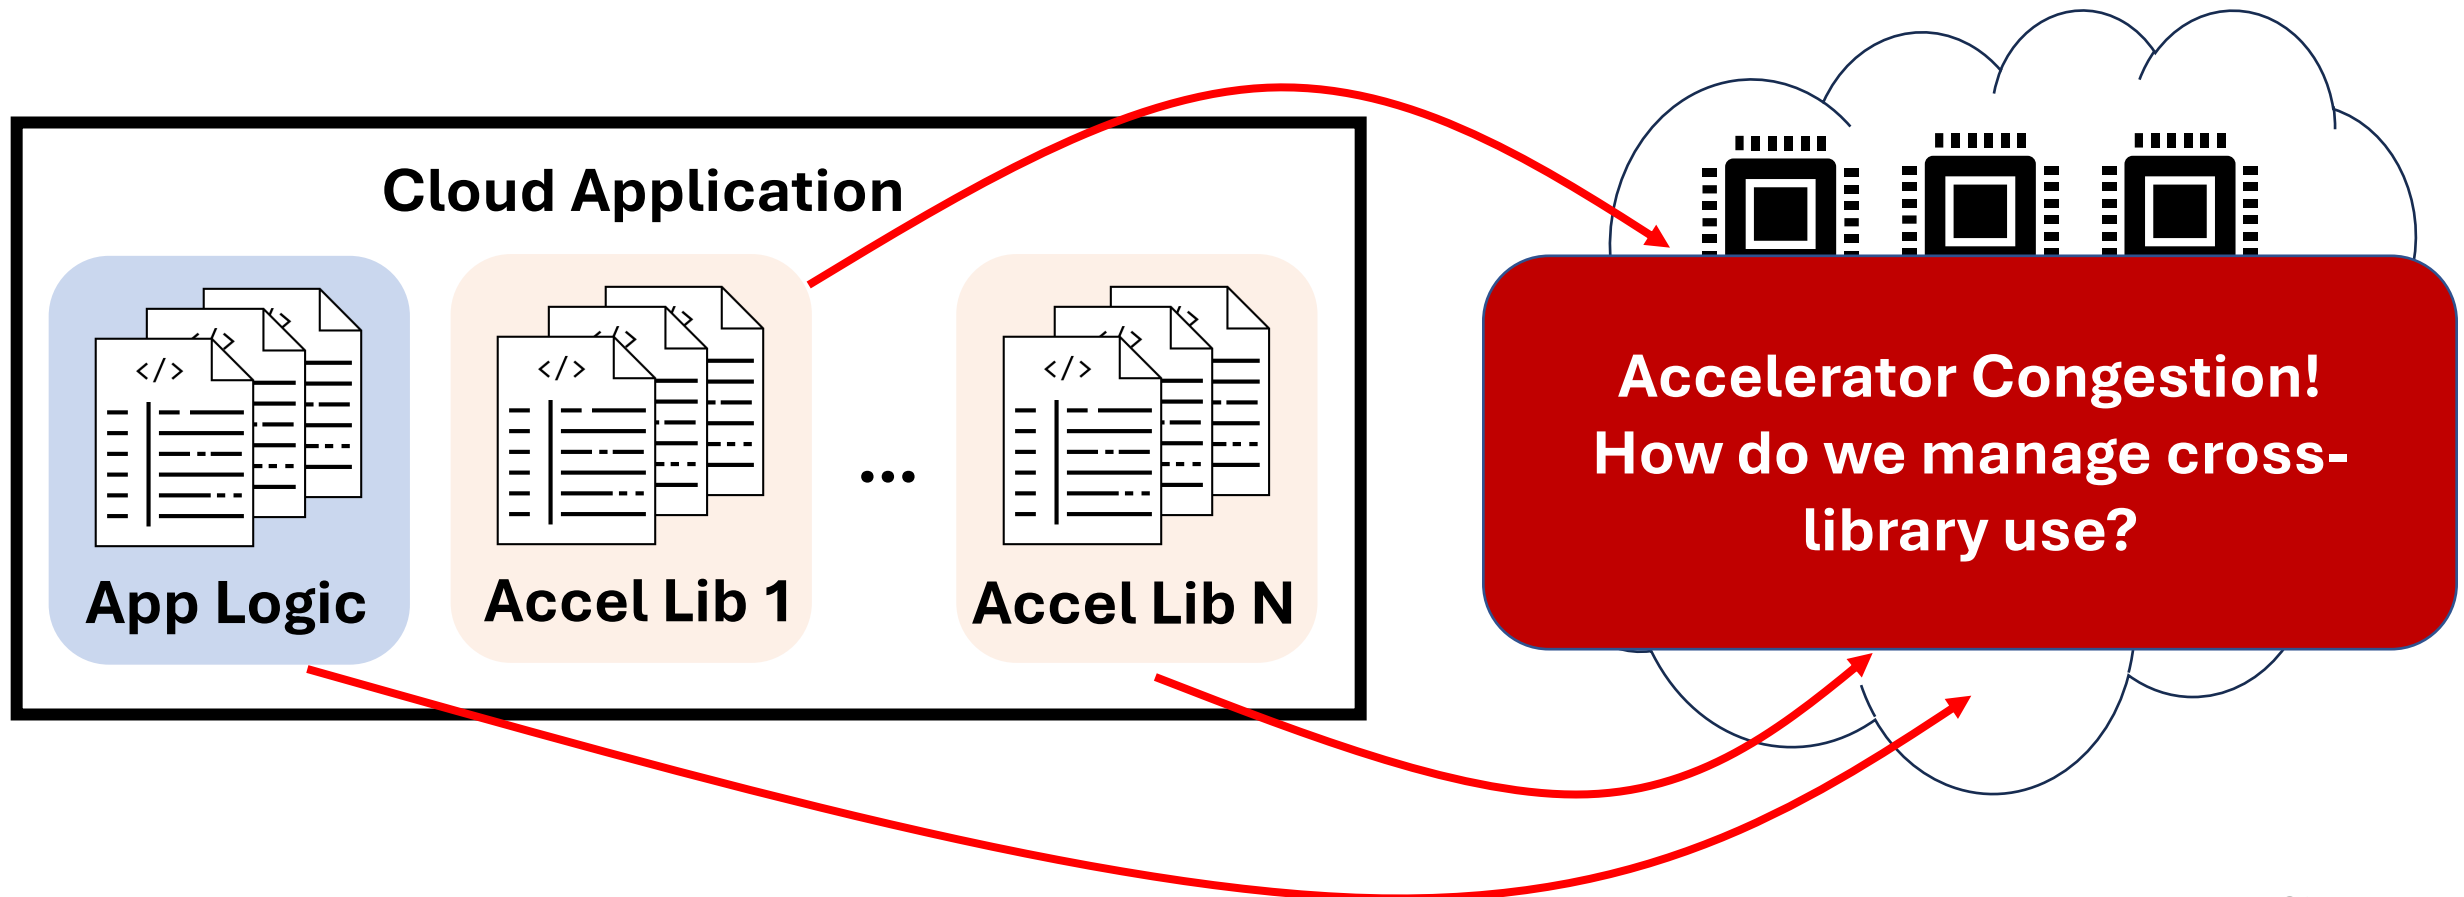 Cloud Application
</>
</>
</>
App Logic
Accel Lib 1
...
Accel Lib N
Accelerator Congestion!
How do we manage cross-
library use?